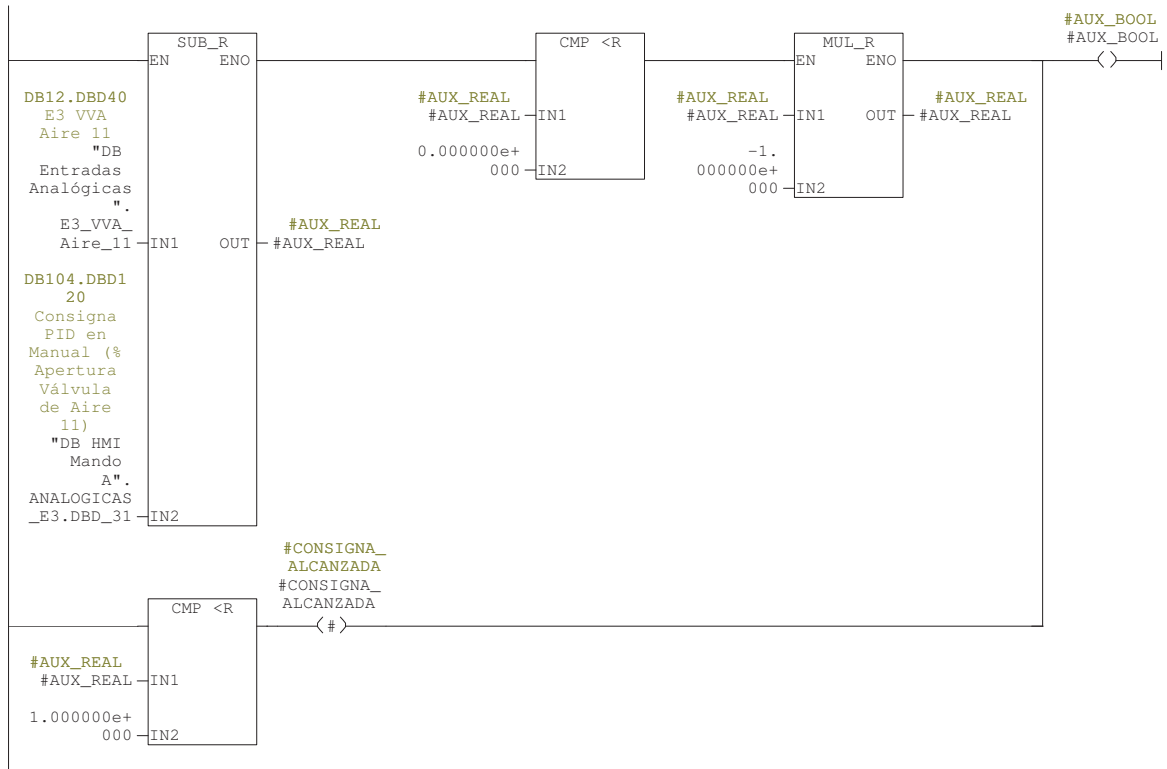 #AUX_BOOL
#AUX_BOOL
SUB_R
EN ENO
CMP <R
MUL_R
EN ENO
DB12.DBD40
E3 VVA
Aire 11
"DB
Entradas
Analógicas
".
E3_VVA_
Aire_11
IN1 OUT
#AUX_REAL
#AUX_REAL
#AUX_REAL
#AUX_REAL
IN1
0.000000e+
000
IN2
#AUX_REAL
#AUX_REAL
IN1 OUT
#AUX_REAL
#AUX_REAL
-1.
000000e+
000
IN2
DB104.DBD1
20
Consigna
PID en
Manual (%
Apertura
Válvula
de Aire
11)
"DB HMI
Mando
A".
ANALOGICAS
_E3.DBD_31
IN2
#CONSIGNA_
ALCANZADA
#CONSIGNA_
ALCANZADA
CMP <R
#
#AUX_REAL
#AUX_REAL
IN1
1.000000e+
000
IN2